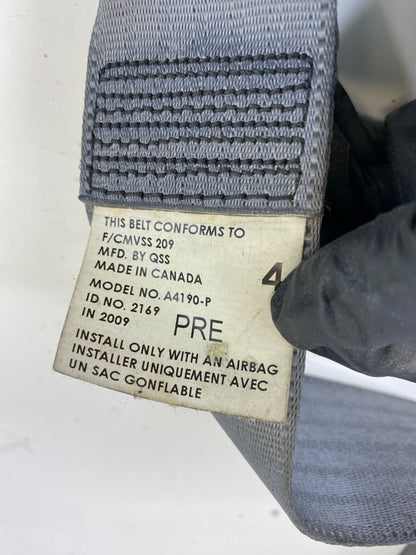 THIS BELT CONFORMS TO
F/CMVSS 209
MFD. BY QSS
MADE IN CANADA
4
MODEL NO. A4190-P
ID NO. 2169
IN 2009
PRE
INSTALL ONLY WITH AN AIRBAG
INSTALLER UNIQUEMENT AVEC
UN SAC GONFLABLE